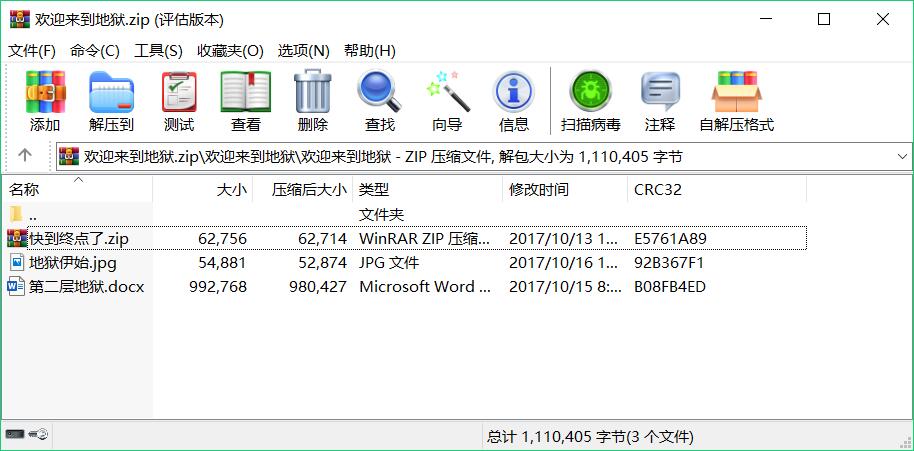 欢迎来到地狱.zip (评估版本)
文件(F) 命令(C) 工具(S) 收藏夹(O) 选项(N) 帮助(H)
添加 解压到 测试 查看 删除 查找 向导 信息 扫描病毒 注释 自解压格式
欢迎来到地狱.zip\欢迎来到地狱\欢迎来到地狱 - ZIP 压缩文件, 解包大小为 1,110,405 字节
名称 大小 压缩后大小 类型 修改时间 CRC32
.. 文件夹
快到终点了.zip 62,756 62,714 WinRAR ZIP 压缩... 2017/10/13 1... E5761A89
地狱伊始.jpg 54,881 52,874 JPG 文件 2017/10/16 1... 92B367F1
第二层地狱.docx 992,768 980,427 Microsoft Word ... 2017/10/15 8:... B08FB4ED
总计 1,110,405 字节(3 个文件)